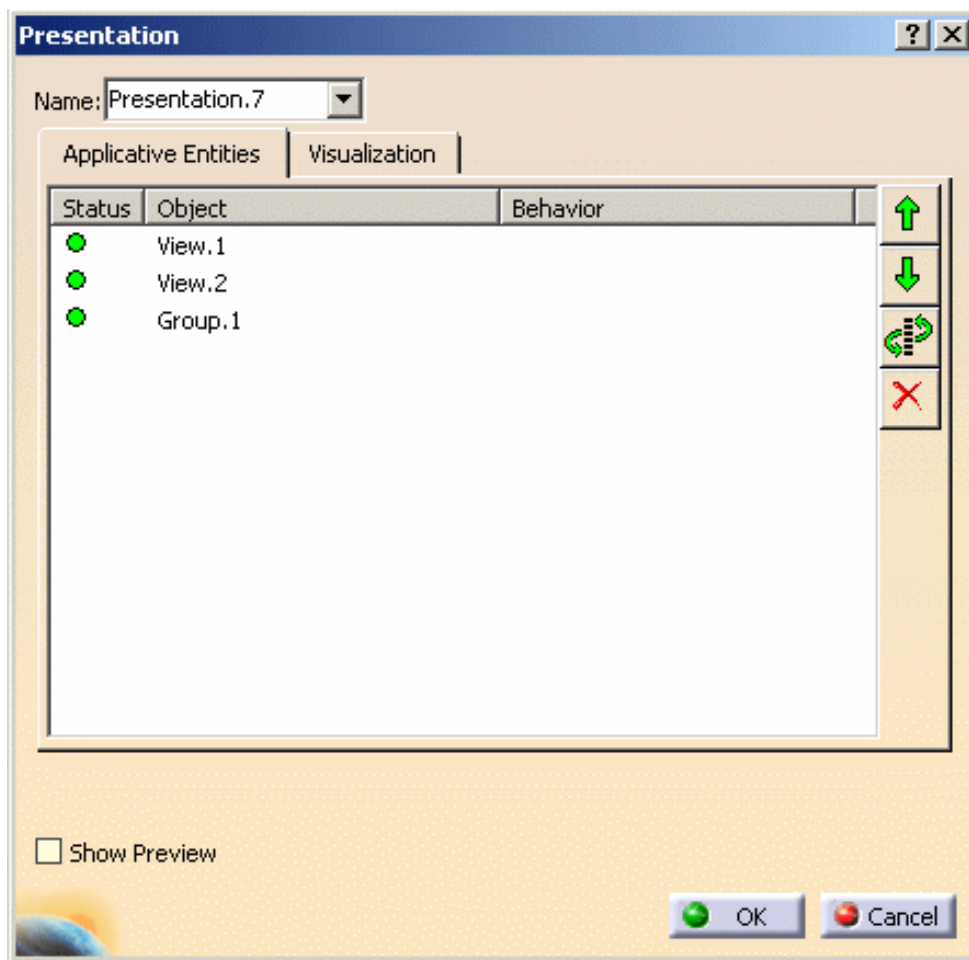 Presentation
Name: Presentation.7
Applicative Entities Visualization
Status Object Behavior
View.1
View.2
Group.1
Show Preview
OK Cancel